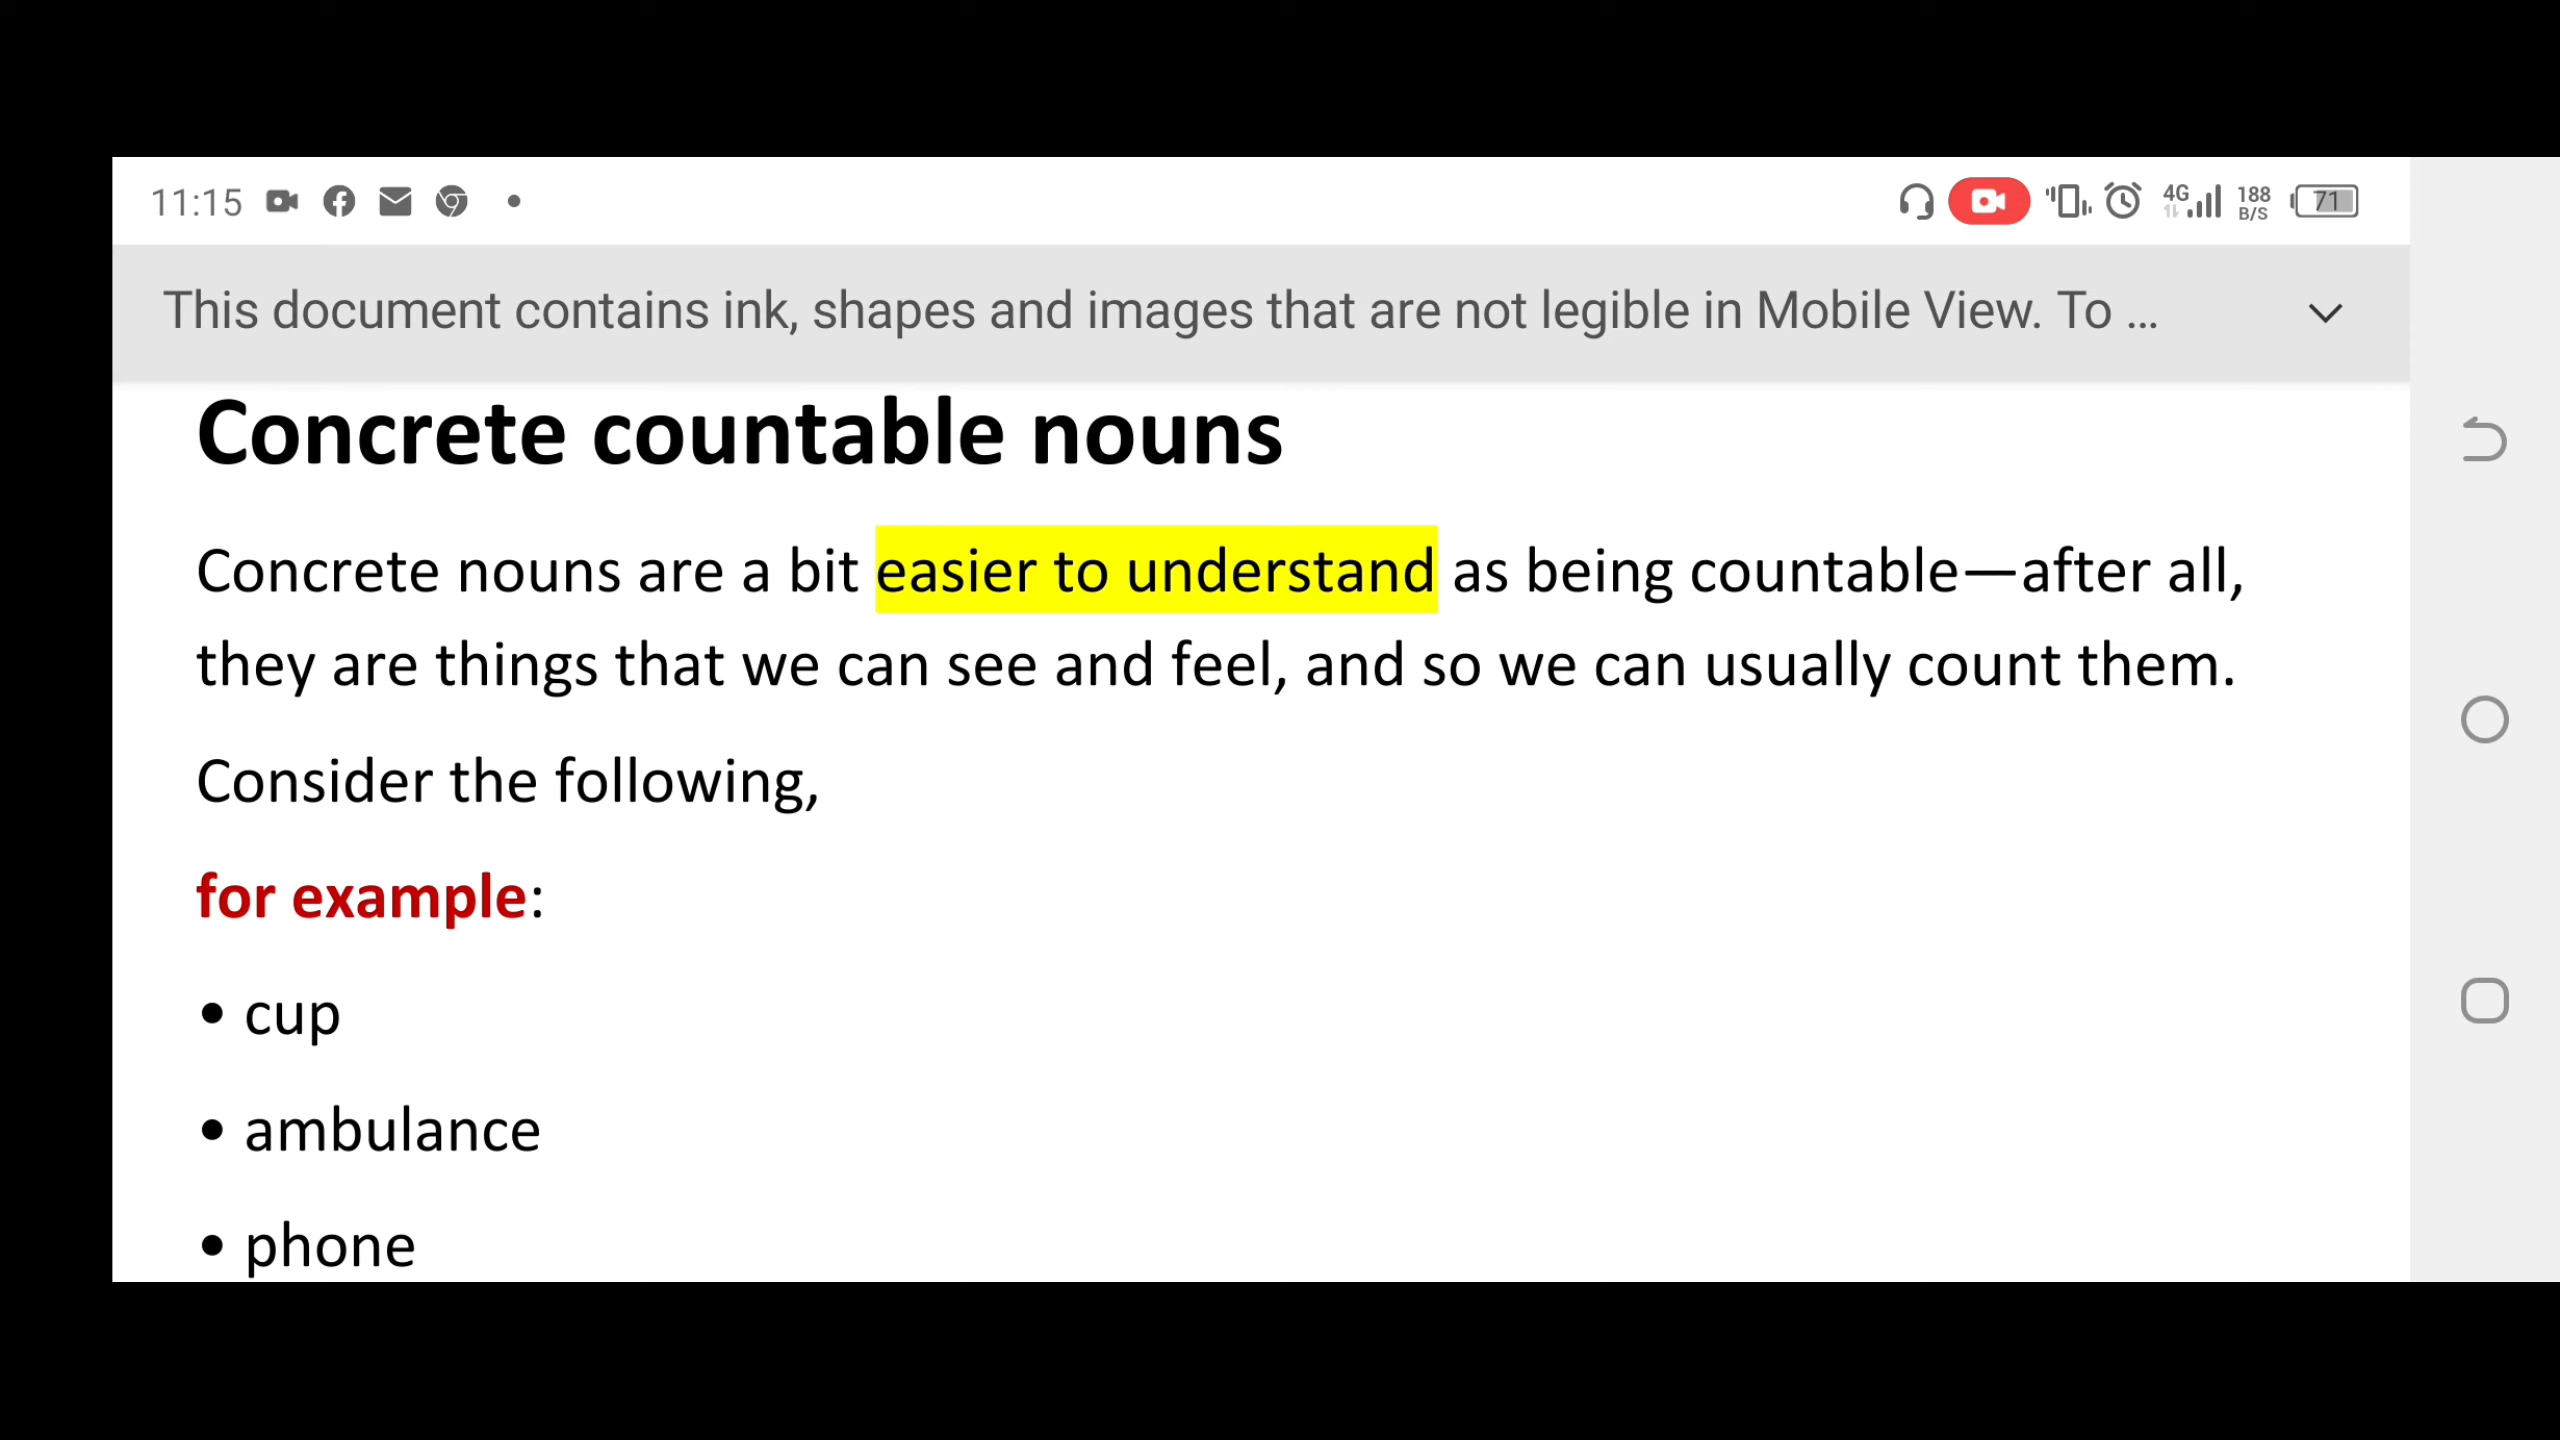 11:15
4G
188
B/S
71
This document contains ink, shapes and images that are not legible in Mobile View. To ...
Concrete countable nouns
Concrete nouns are a bit easier to understand as being countable—after all,
they are things that we can see and feel, and so we can usually count them.
Consider the following,
for example:
• cup
• ambulance
• phone